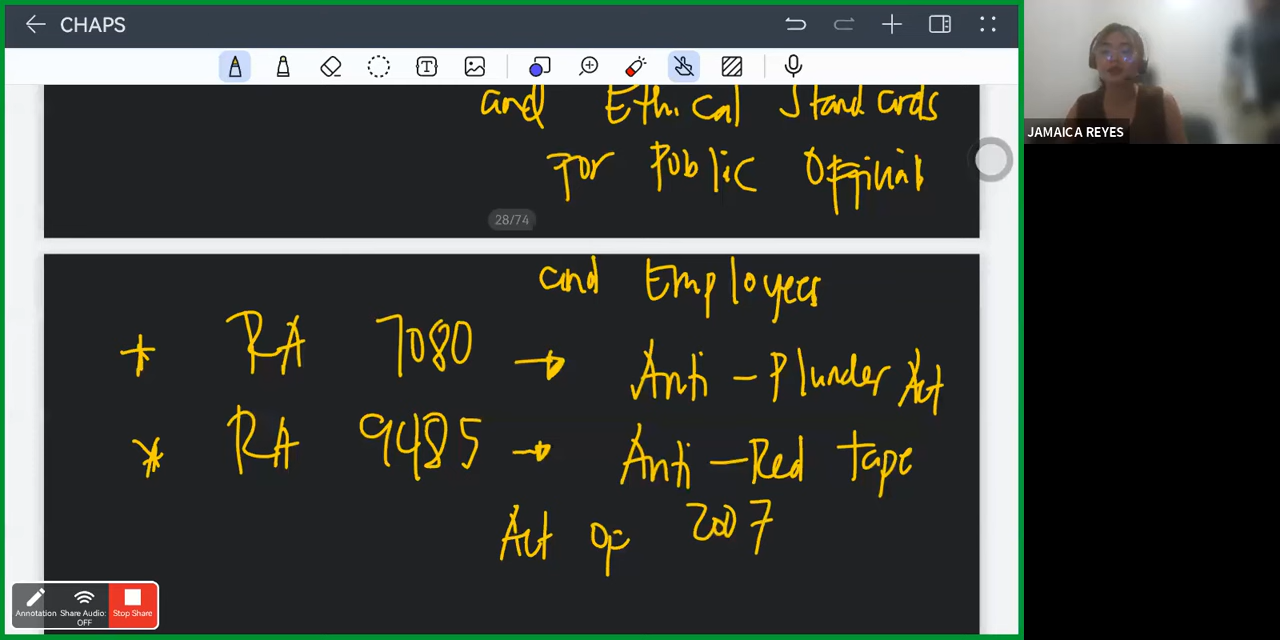 CHAPS
JAMAICA REYES
and Ethical Standards
For Public Official
28/74
and Employees
* RA 7080 → Anti-Plunder Act
* RA 9485 → Anti-Red Tape
Act of 2007
Annotation
Share Audio: OFF
Stop Share